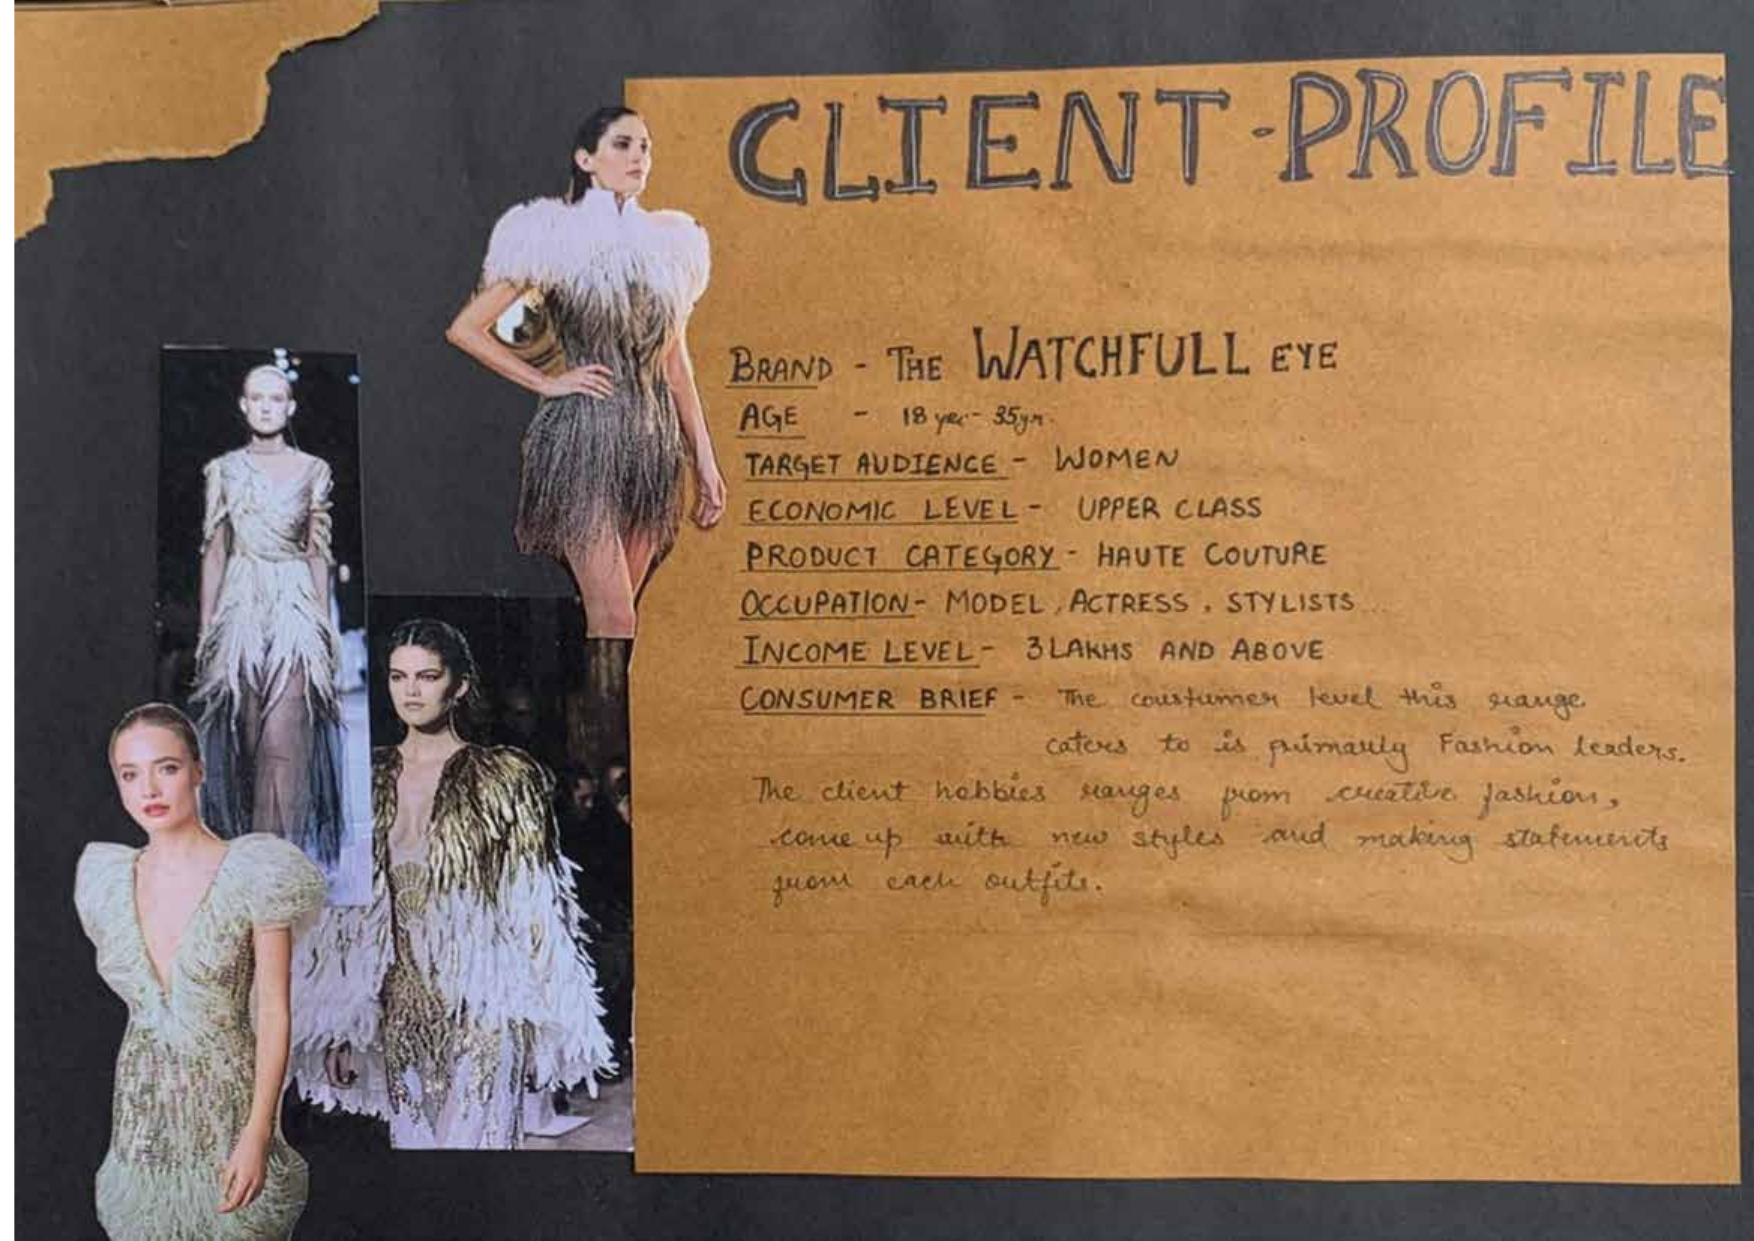 CLIENT-PROFILE
BRAND - THE WATCHFULL EYE
AGE - 18 yer - 35yr.
TARGET AUDIENCE - WOMEN
ECONOMIC LEVEL - UPPER CLASS
PRODUCT CATEGORY - HAUTE COUTURE
OCCUPATION - MODEL, ACTRESS, STYLISTS...
INCOME LEVEL - 3 LAKHS AND ABOVE
CONSUMER BRIEF - The coustumer level this range
caters to is primarily Fashion leaders.
The client hobbies ranges from creative fashion,
come up with new styles and making statements
from each outfits.